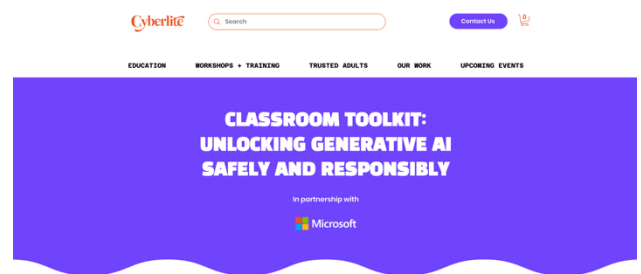 Cyberlite
Search
Contact Us
0
EDUCATION
WORKSHOPS + TRAINING
TRUSTED ADULTS
OUR WORK
UPCOMING EVENTS
CLASSROOM TOOLKIT:
UNLOCKING GENERATIVE AI
SAFELY AND RESPONSIBLY
In partnership with
Microsoft